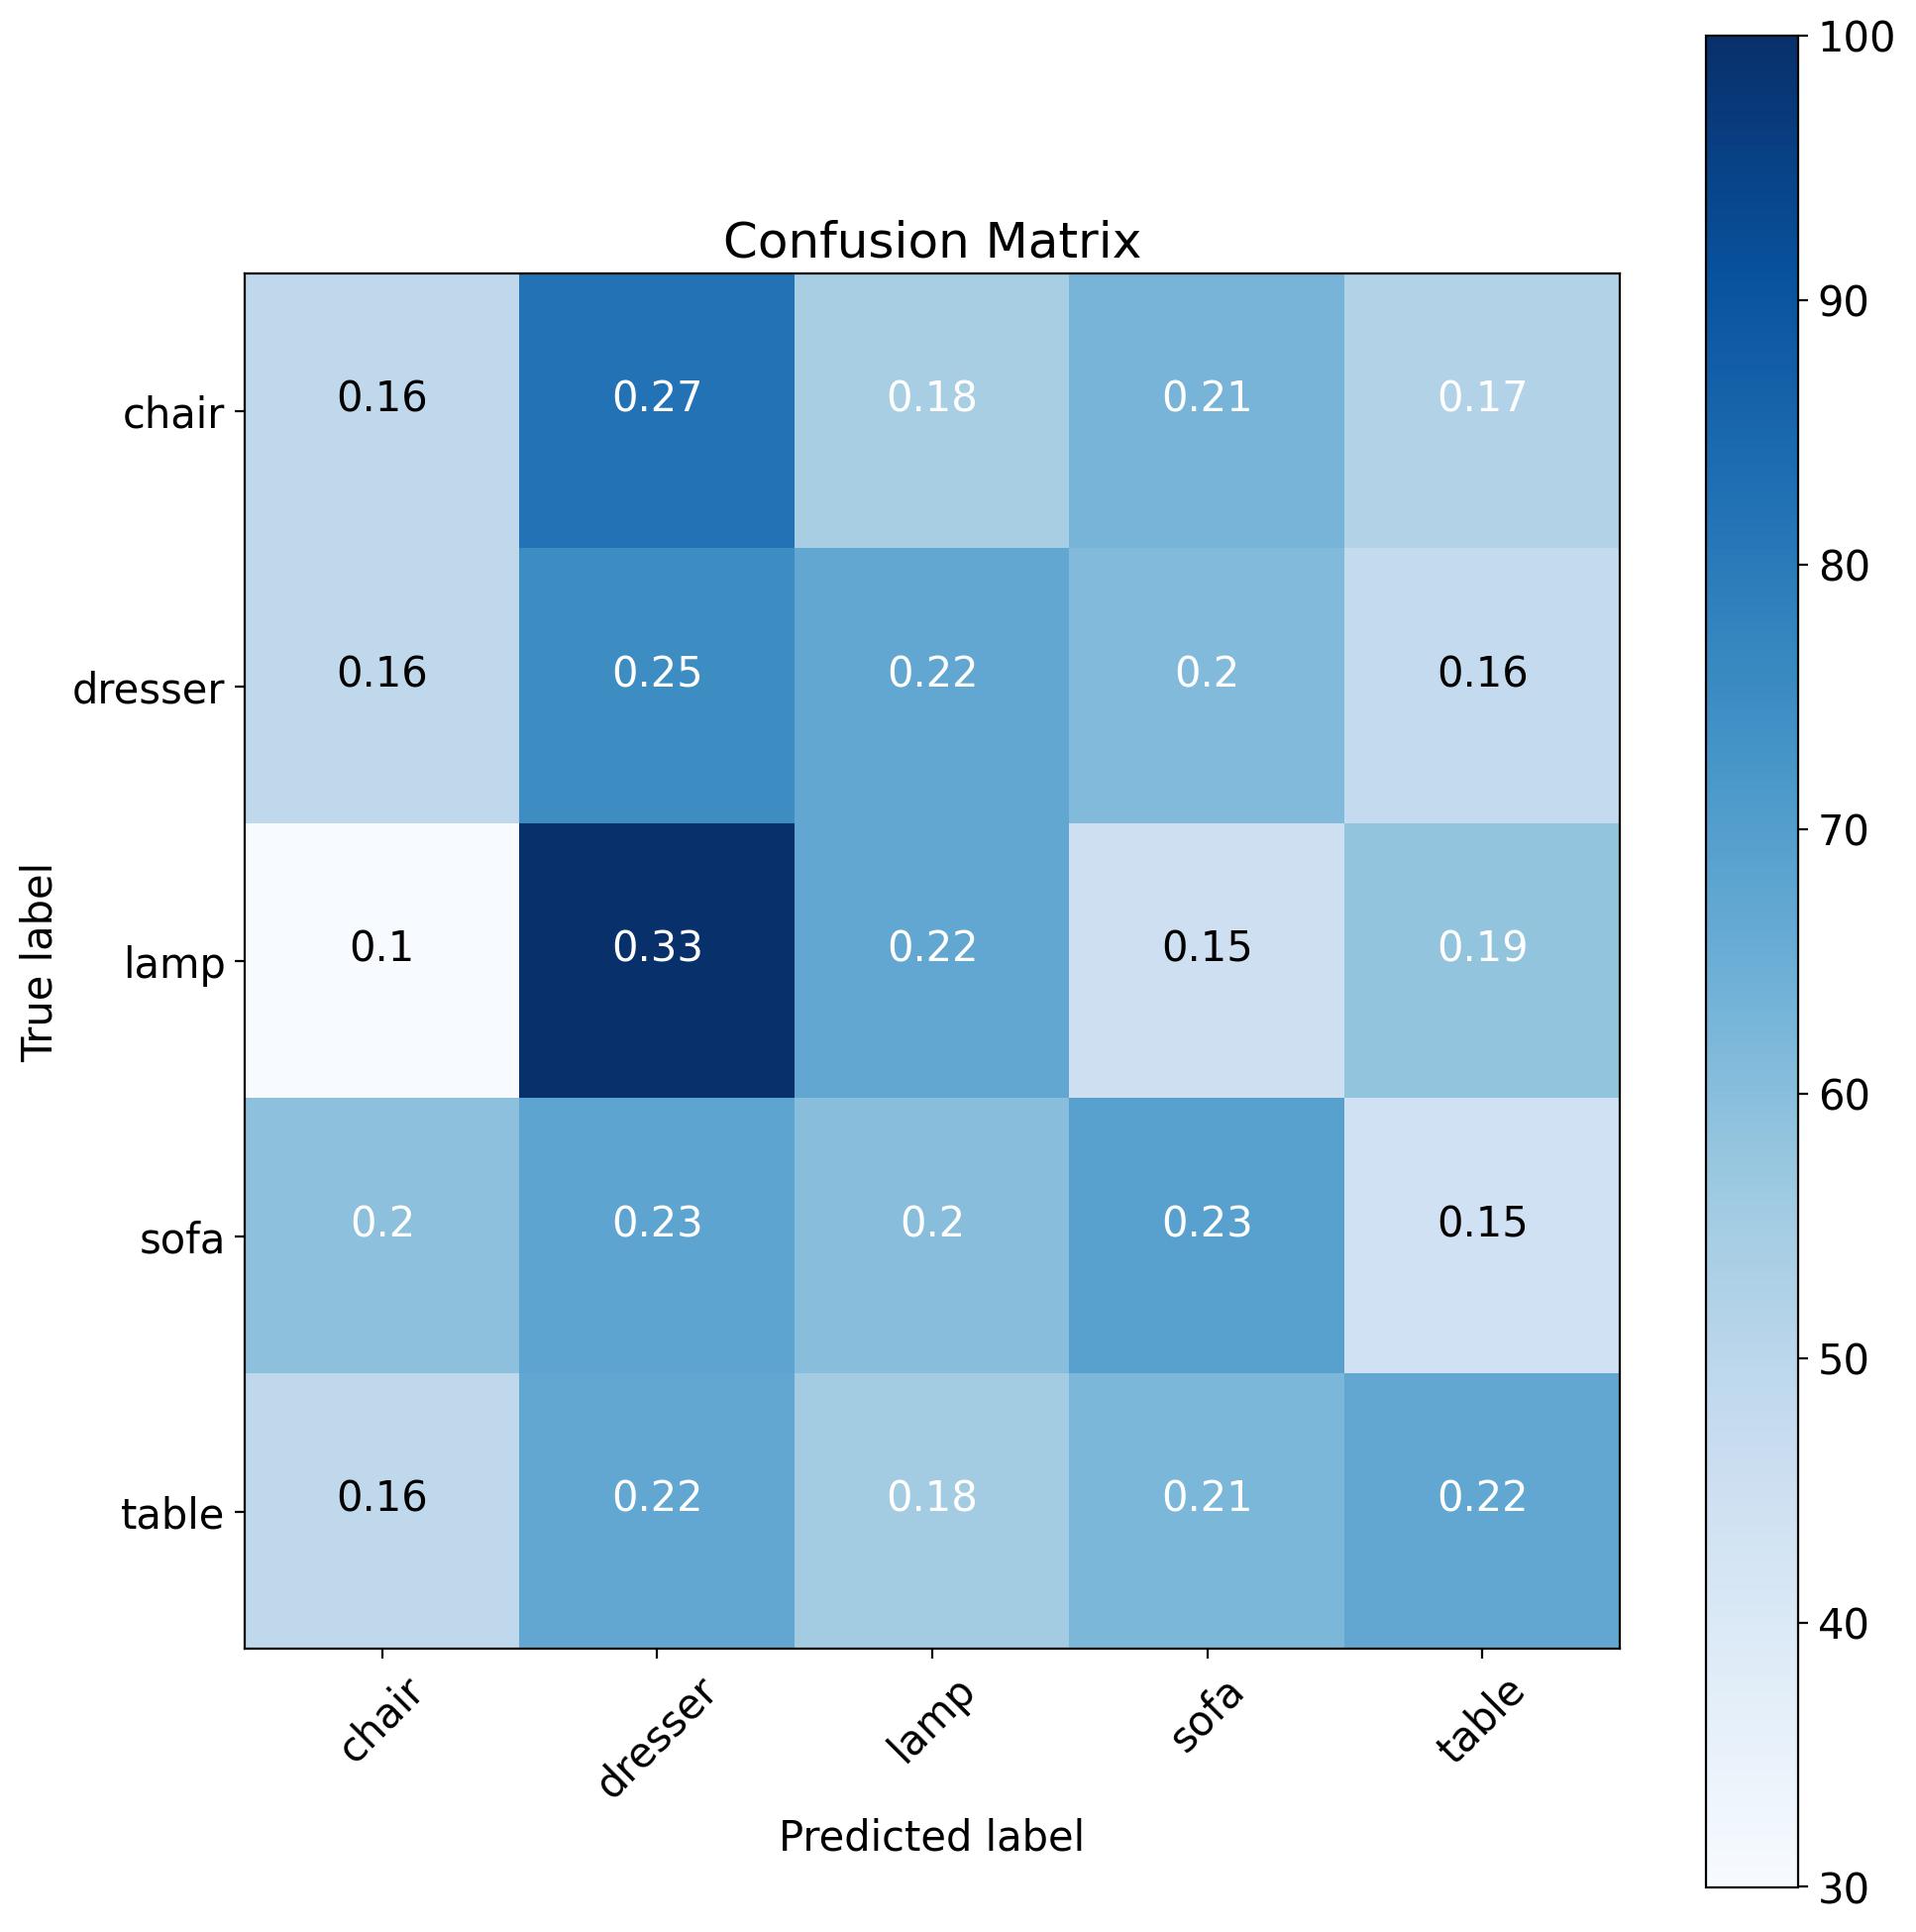 Confusion Matrix
True label
chair 0.16 0.27 0.18 0.21 0.17
dresser 0.16 0.25 0.22 0.2 0.16
lamp 0.1 0.33 0.22 0.15 0.19
sofa 0.2 0.23 0.2 0.23 0.15
table 0.16 0.22 0.18 0.21 0.22
chair dresser lamp sofa table
Predicted label
100
90
80
70
60
50
40
30